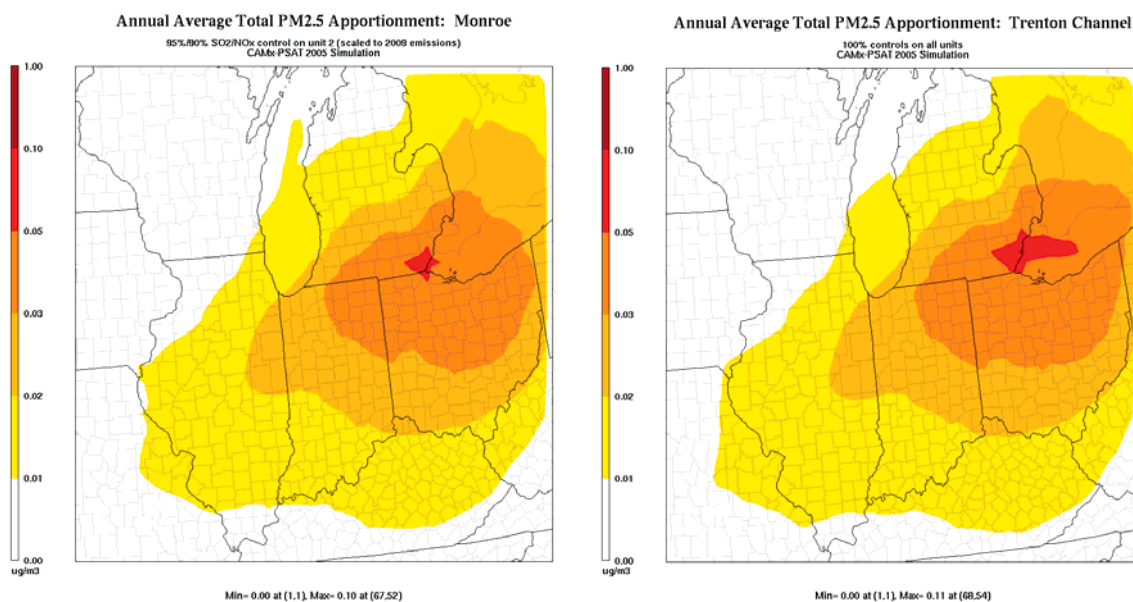 Annual Average Total PM2.5 Apportionment: Monroe
95%/90% SO2/NOx control on unit 2 (scaled to 2009 emissions)
CAMx-PSAT 2005 Simulation
1.00
0.10
0.05
0.03
0.02
0.01
0.00
ug/m3
Min= 0.00 at (1,1), Max= 0.10 at (67,52)
Annual Average Total PM2.5 Apportionment: Trenton Channel
100% controls on all units
CAMx-PSAT 2005 Simulation
1.00
0.10
0.05
0.03
0.02
0.01
0.00
ug/m3
Min= 0.00 at (1,1), Max= 0.11 at (68,54)